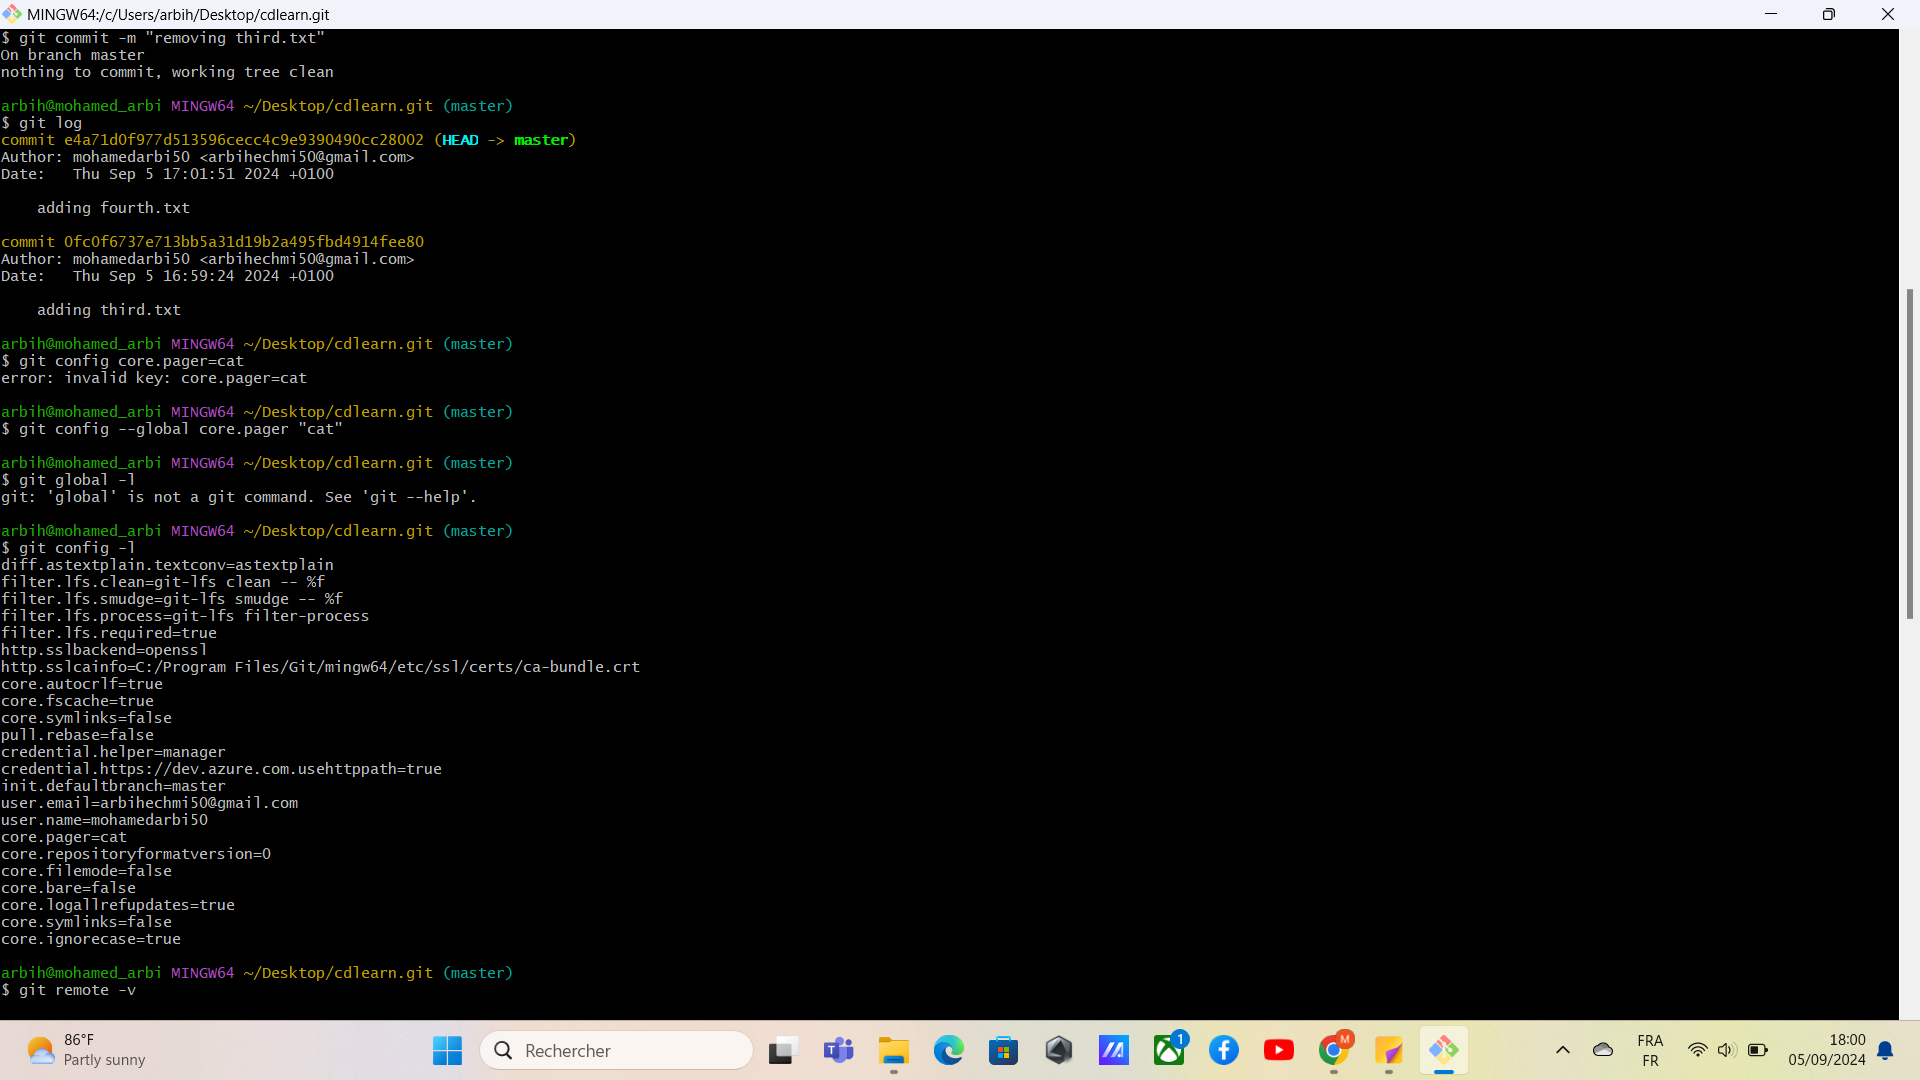 MINGW64:/c/Users/arbih/Desktop/cdlearn.git
$ git commit -m "removing third.txt"
On branch master
nothing to commit, working tree clean
arbih@mohamed_arbi MINGW64 ~/Desktop/cdlearn.git (master)
$ git log
commit e4a71d0f977d513596cecc4c9e9390490cc28002 (HEAD -> master)
Author: mohamedarbi50 <arbihechmi50@gmail.com>
Date:   Thu Sep 5 17:01:51 2024 +0100
    adding fourth.txt
commit 0fc0f6737e713bb5a31d19b2a495fbd4914fee80
Author: mohamedarbi50 <arbihechmi50@gmail.com>
Date:   Thu Sep 5 16:59:24 2024 +0100
    adding third.txt
arbih@mohamed_arbi MINGW64 ~/Desktop/cdlearn.git (master)
$ git config core.pager=cat
error: invalid key: core.pager=cat
arbih@mohamed_arbi MINGW64 ~/Desktop/cdlearn.git (master)
$ git config --global core.pager "cat"
arbih@mohamed_arbi MINGW64 ~/Desktop/cdlearn.git (master)
$ git global -l
git: 'global' is not a git command. See 'git --help'.
arbih@mohamed_arbi MINGW64 ~/Desktop/cdlearn.git (master)
$ git config -l
diff.astextplain.textconv=astextplain
filter.lfs.clean=git-lfs clean -- %f
filter.lfs.smudge=git-lfs smudge -- %f
filter.lfs.process=git-lfs filter-process
filter.lfs.required=true
http.sslbackend=openssl
http.sslcainfo=C:/Program Files/Git/mingw64/etc/ssl/certs/ca-bundle.crt
core.autocrlf=true
core.fscache=true
core.symlinks=false
pull.rebase=false
credential.helper=manager
credential.https://dev.azure.com.usehttppath=true
init.defaultbranch=master
user.email=arbihechmi50@gmail.com
user.name=mohamedarbi50
core.pager=cat
core.repositoryformatversion=0
core.filemode=false
core.bare=false
core.logallrefupdates=true
core.symlinks=false
core.ignorecase=true
arbih@mohamed_arbi MINGW64 ~/Desktop/cdlearn.git (master)
$ git remote -v
86°F
Partly sunny
Rechercher
1
M
FRA
FR
18:00
05/09/2024